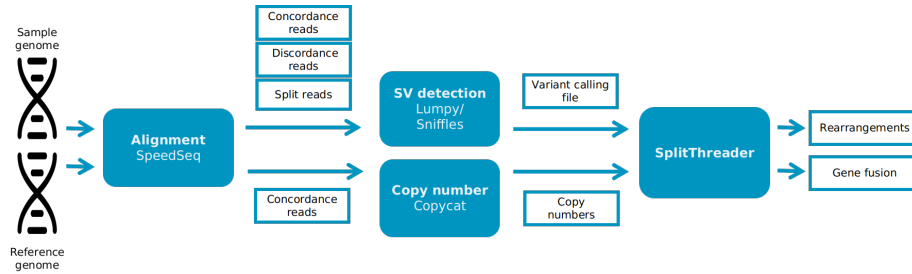 Sample
genome
Reference
genome
Alignment
SpeedSeq
Concordance
reads
Discordance
reads
Split reads
Concordance
reads
SV detection
Lumpy/
Sniffles
Copy number
Copycat
Variant calling
file
Copy
numbers
SplitThreader
Rearrangements
Gene fusion